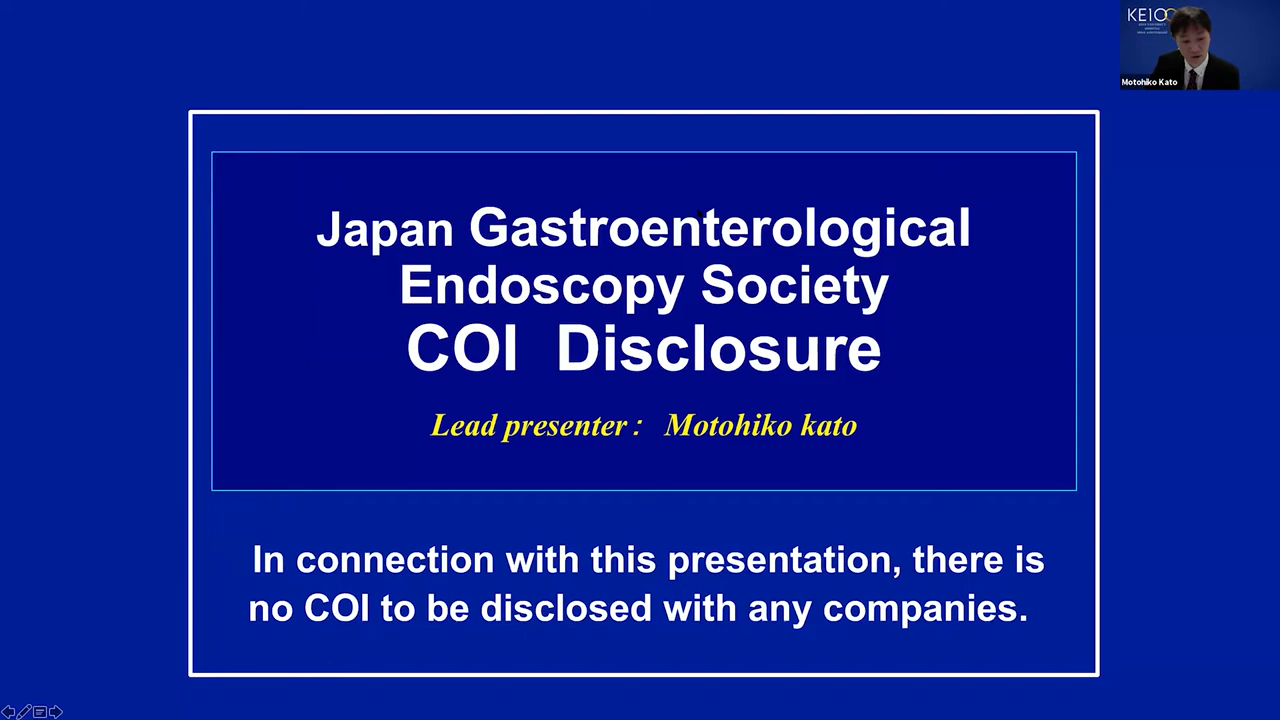 KEIO
Motohiko Kato
Japan Gastroenterological
Endoscopy Society
COI Disclosure
Lead presenter : Motohiko kato
In connection with this presentation, there is
no COI to be disclosed with any companies.